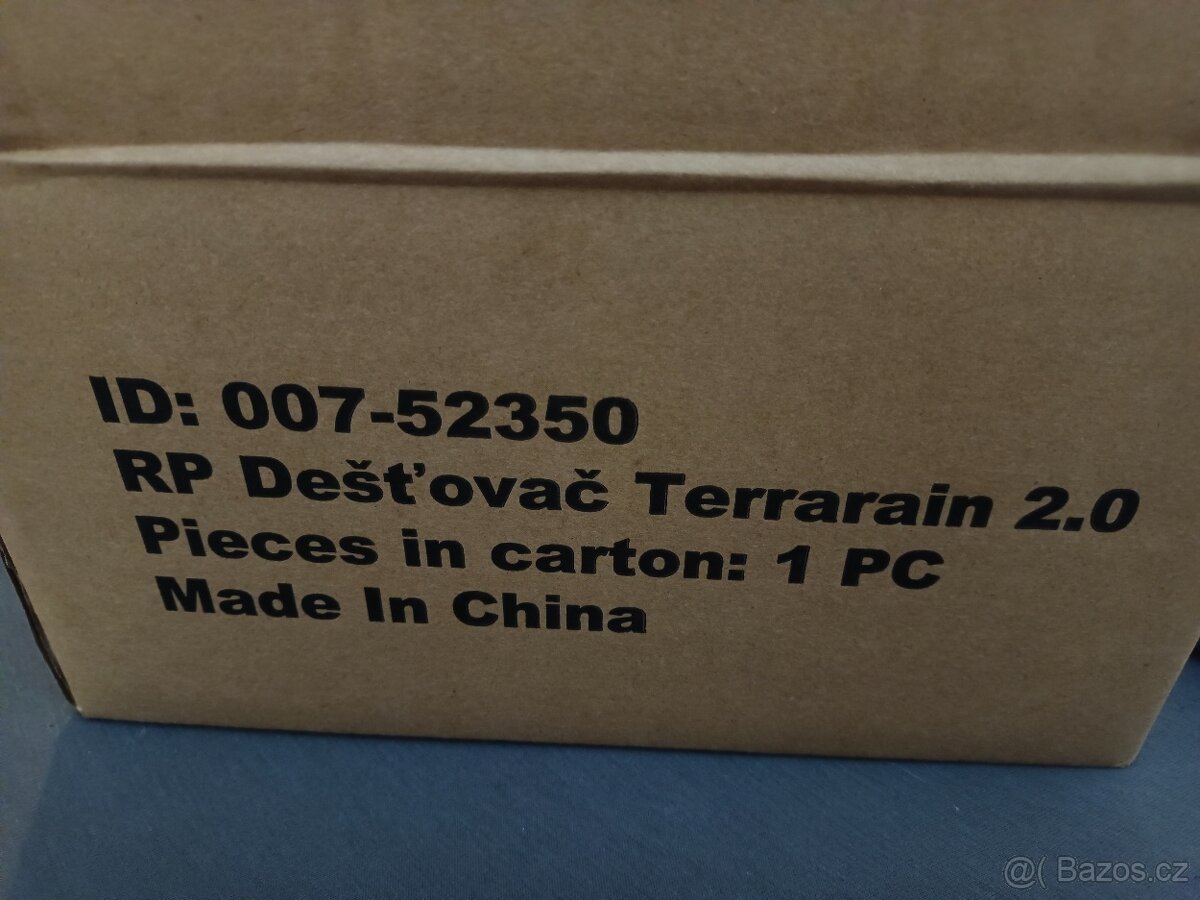 ID: 007-52350
RP Dešťovač Terrarain 2.0
Pieces in carton: 1 PC
Made In China
@( Bazos.cz